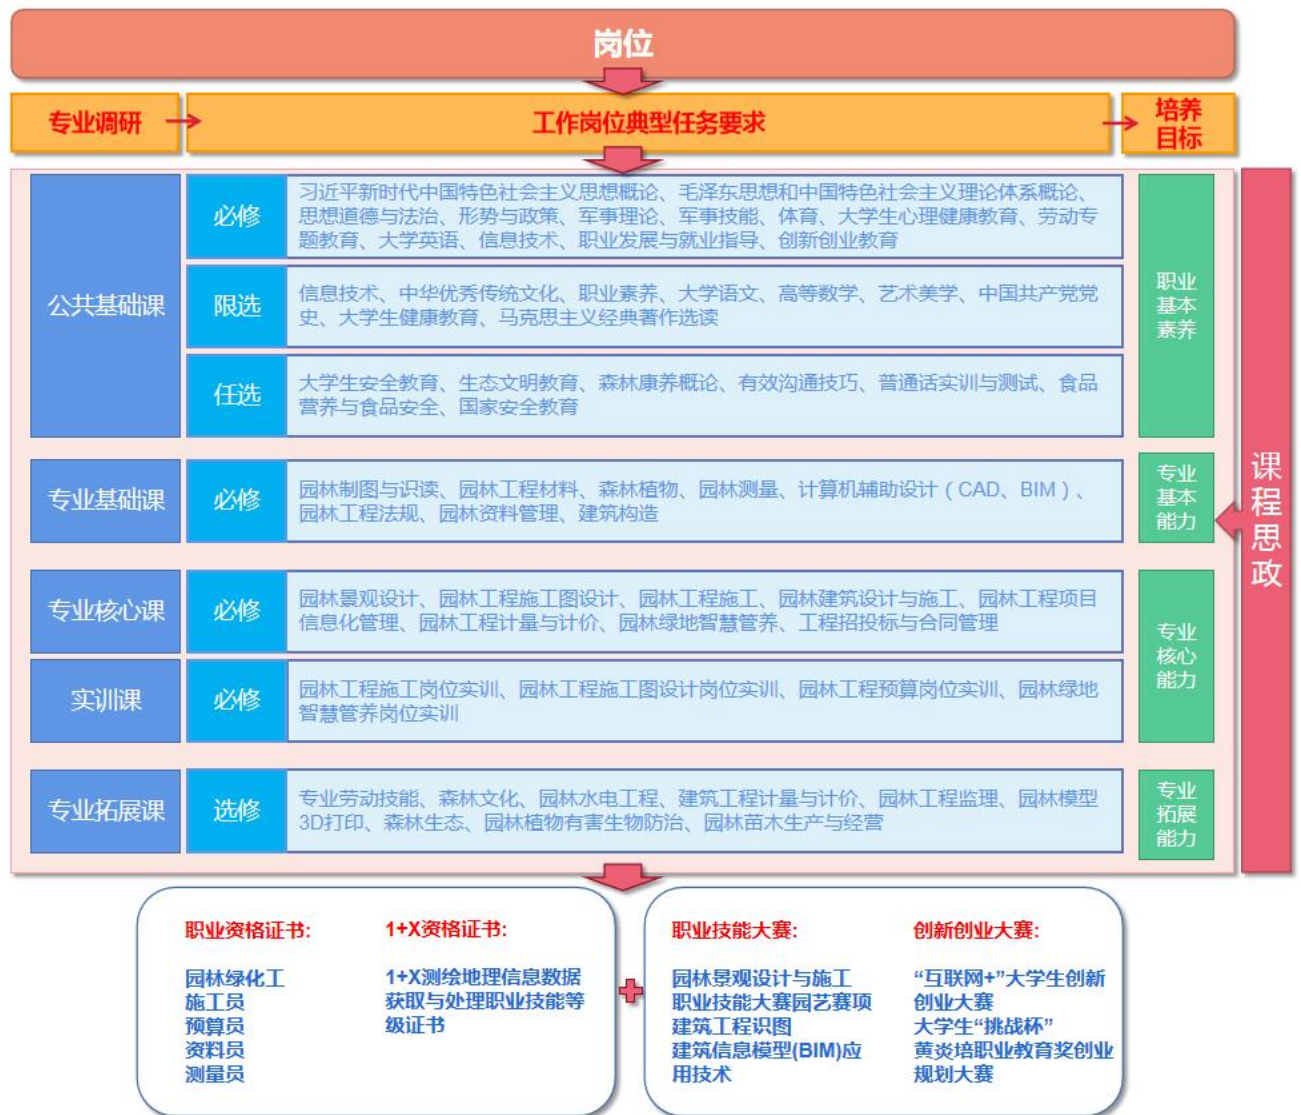 岗位
专业调研
工作岗位典型任务要求
培养
目标
公共基础课
必修
习近平新时代中国特色社会主义思想概论、毛泽东思想和中国特色社会主义理论体系概论、
思想道德与法治、形势与政策、军事理论、军事技能、体育、大学生心理健康教育、劳动专
题教育、大学英语、信息技术、职业发展与就业指导、创新创业教育
限选
信息技术、中华优秀传统文化、职业素养、大学语文、高等数学、艺术美学、中国共产党党
史、大学生健康教育、马克思主义经典著作选读
任选
大学生安全教育、生态文明教育、森林康养概论、有效沟通技巧、普通话实训与测试、食品
营养与食品安全、国家安全教育
职业
基本
素养
专业基础课
必修
园林制图与识读、园林工程材料、森林植物、园林测量、计算机辅助设计（CAD、BIM）、
园林工程法规、园林资料管理、建筑构造
专业
基本
能力
专业核心课
必修
园林景观设计、园林工程施工图设计、园林工程施工、园林建筑设计与施工、园林工程项目
信息化管理、园林工程计量与计价、园林绿地智慧管养、工程招投标与合同管理
实训课
必修
园林工程施工岗位实训、园林工程施工图设计岗位实训、园林工程预算岗位实训、园林绿地
智慧管养岗位实训
专业
核心
能力
专业拓展课
选修
专业劳动技能、森林文化、园林水电工程、建筑工程计量与计价、园林工程监理、园林模型
3D打印、森林生态、园林植物有害生物防治、园林苗木生产与经营
专业
拓展
能力
课程思政
职业资格证书:
园林绿化工
施工员
预算员
资料员
测量员
1+X资格证书:
1+X测绘地理信息数据
获取与处理职业技能等
级证书
职业技能大赛:
园林景观设计与施工
职业技能大赛园艺赛项
建筑工程识图
建筑信息模型(BIM)应
用技术
创新创业大赛:
“互联网+”大学生创新
创业大赛
大学生“挑战杯”
黄炎培职业教育奖创业
规划大赛